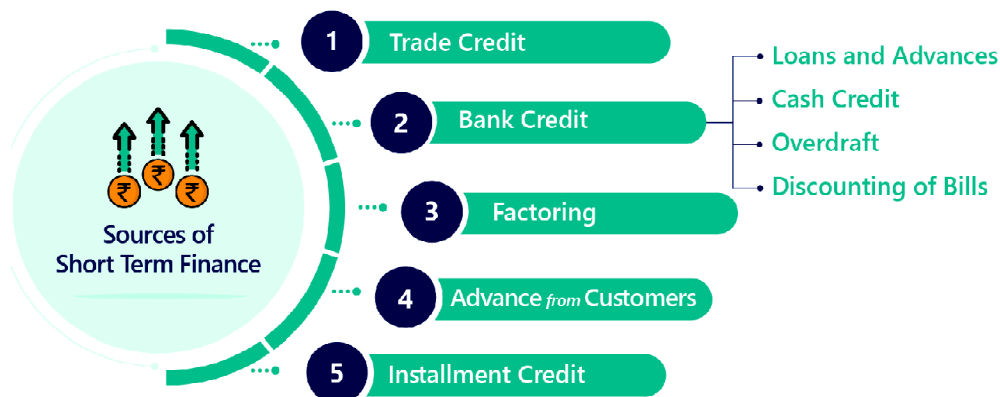 1 Trade Credit
2 Bank Credit
Loans and Advances
Cash Credit
Overdraft
Discounting of Bills
3 Factoring
₹ ₹ ₹
Sources of
Short Term Finance
4 Advance from Customers
5 Installment Credit